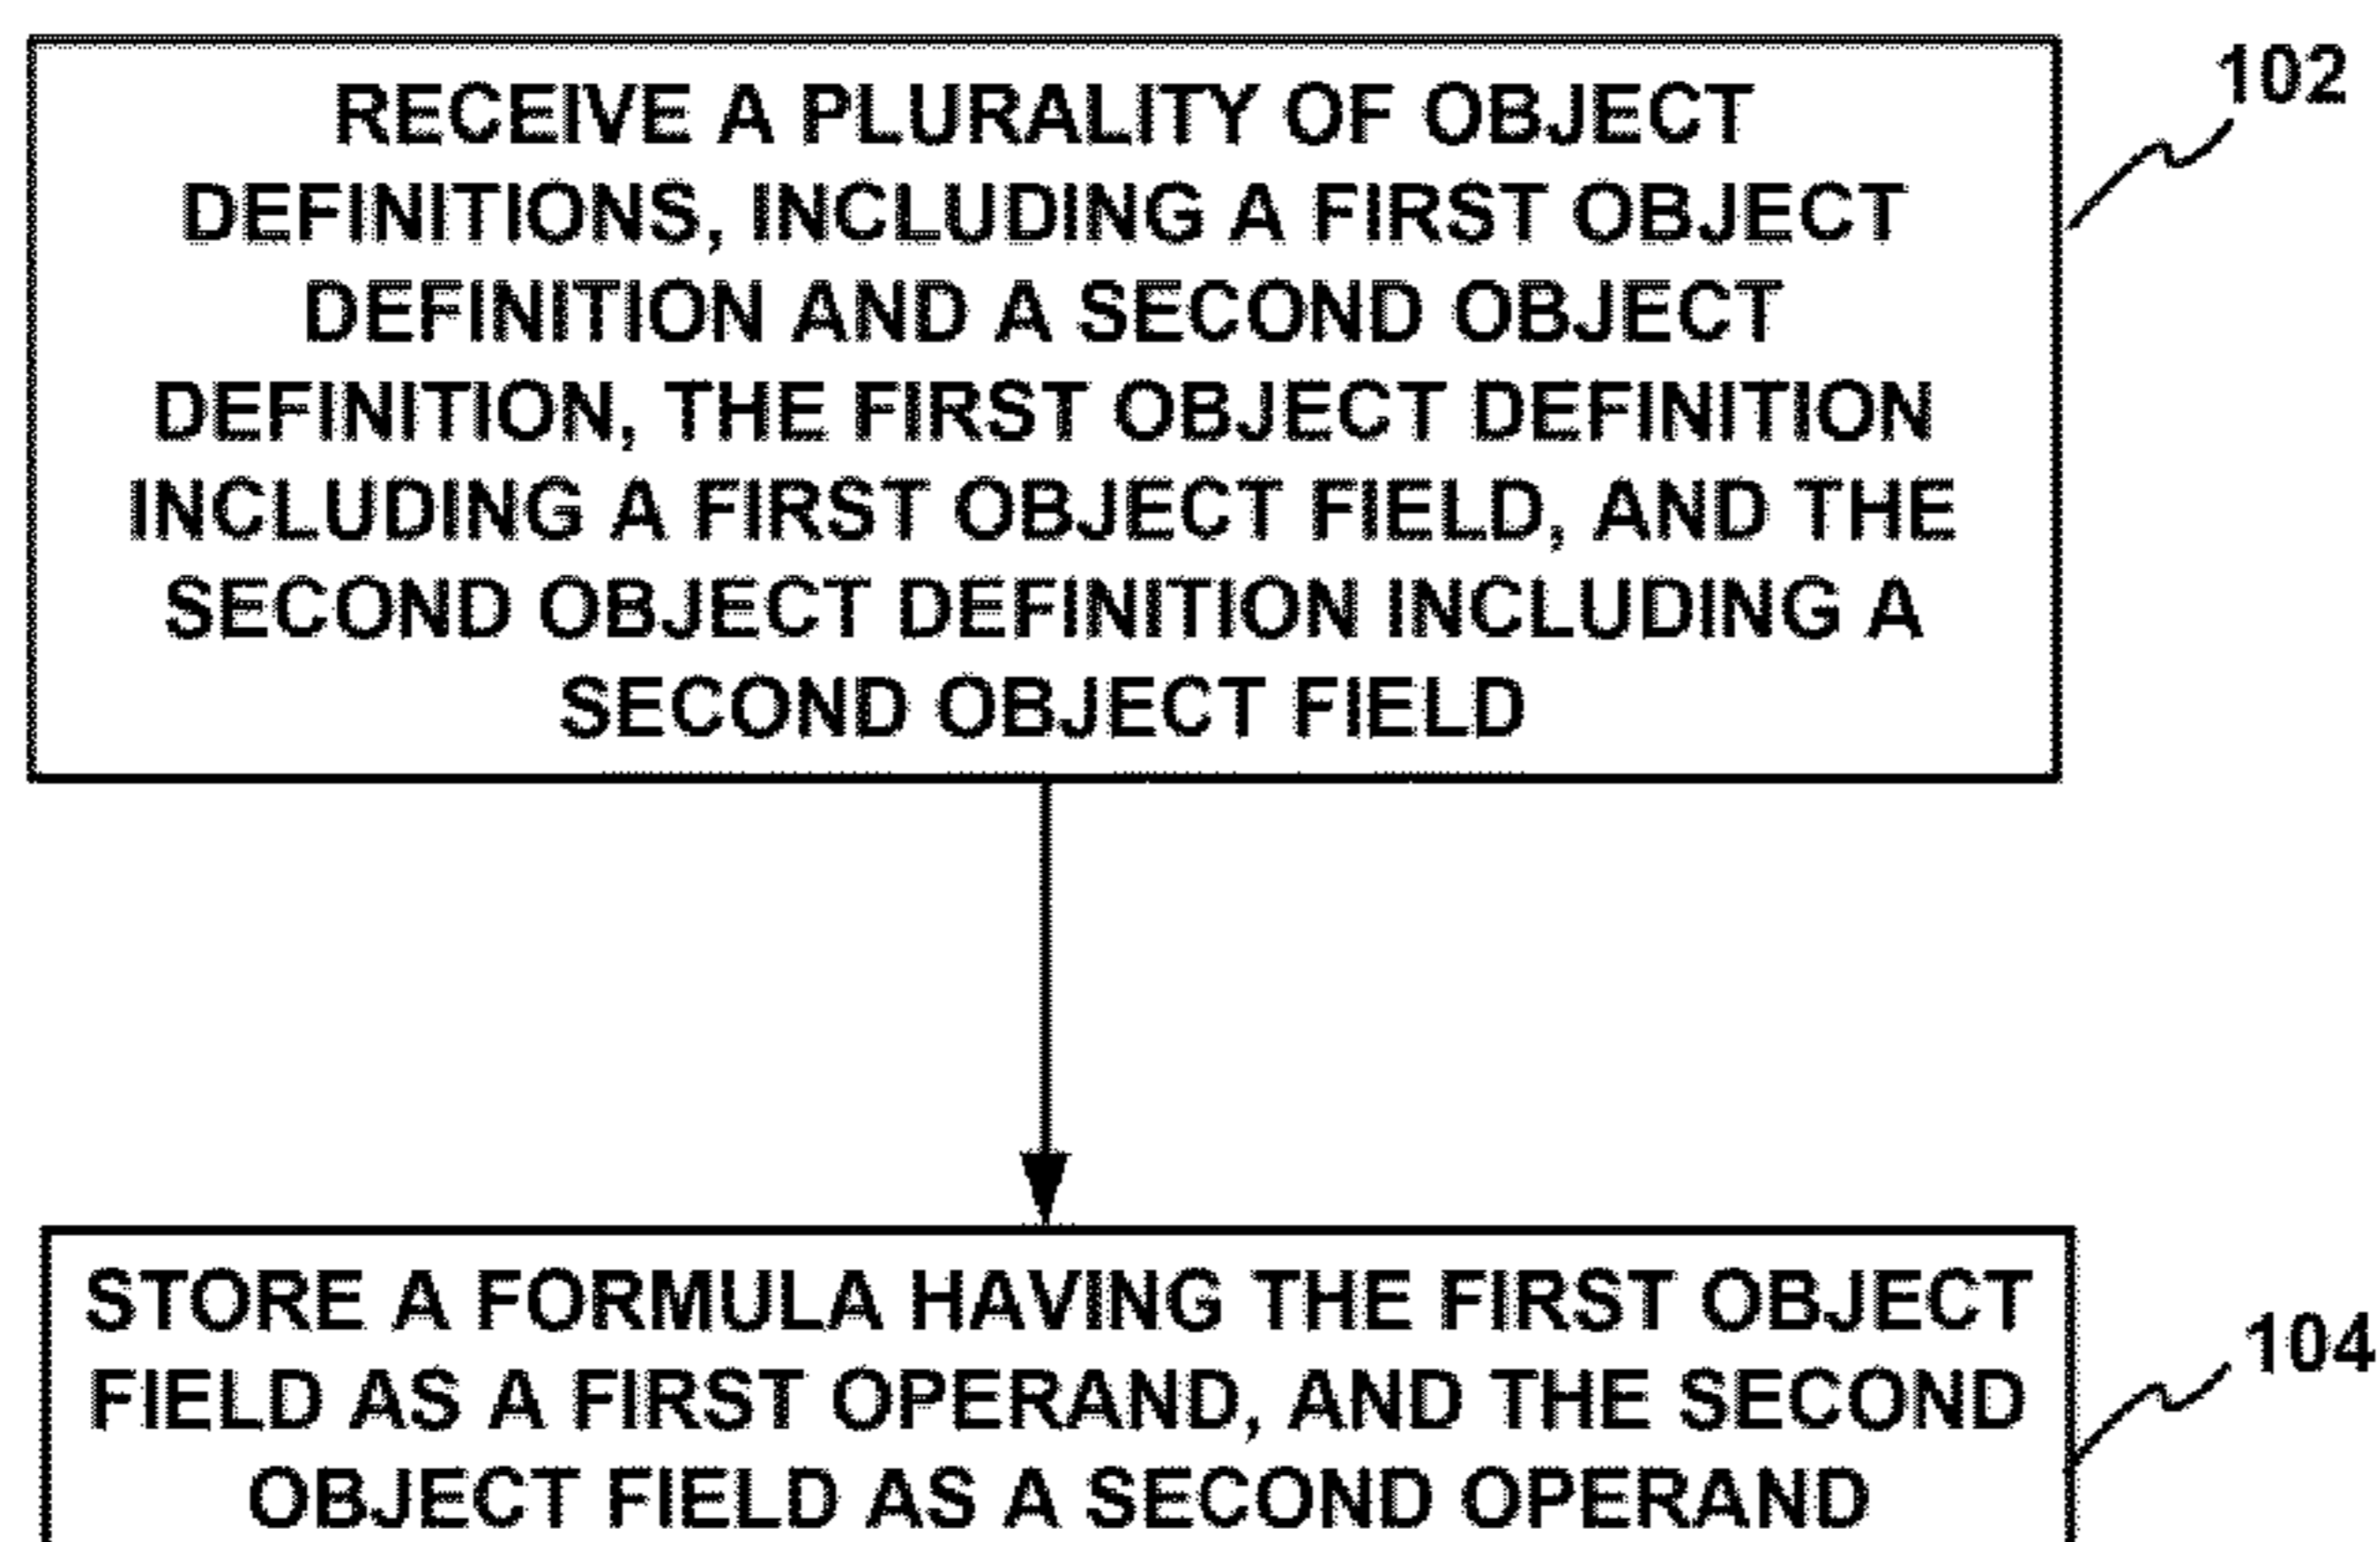 RECEIVE A PLURALITY OF OBJECT
DEFINITIONS, INCLUDING A FIRST OBJECT
DEFINITION AND A SECOND OBJECT
DEFINITION, THE FIRST OBJECT DEFINITION
INCLUDING A FIRST OBJECT FIELD, AND THE
SECOND OBJECT DEFINITION INCLUDING A
SECOND OBJECT FIELD
102
STORE A FORMULA HAVING THE FIRST OBJECT
FIELD AS A FIRST OPERAND, AND THE SECOND
OBJECT FIELD AS A SECOND OPERAND
104